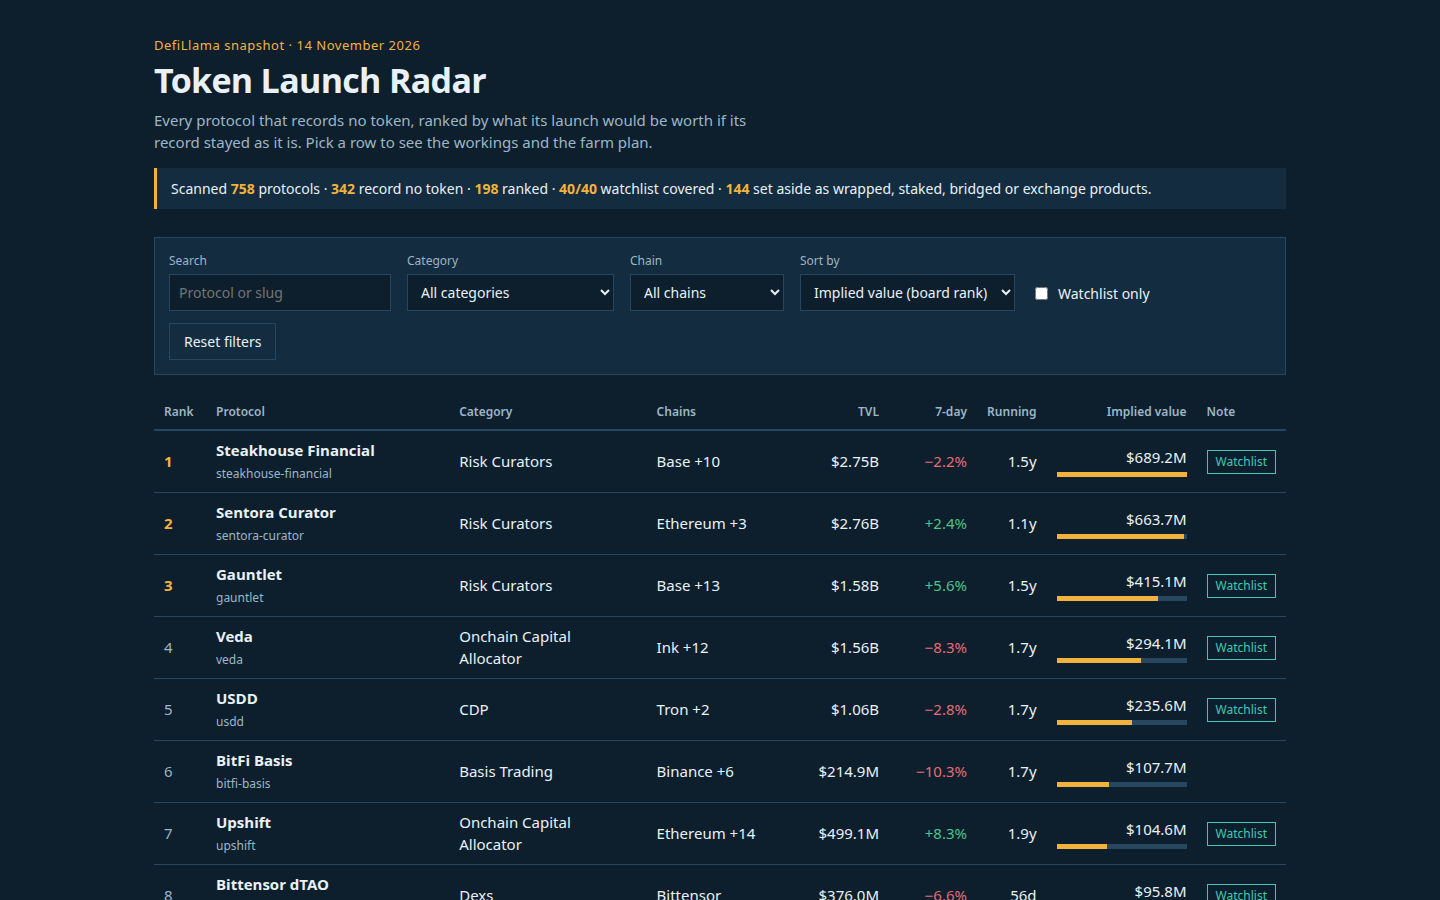 DefiLlama snapshot · 14 November 2026
Token Launch Radar
Every protocol that records no token, ranked by what its launch would be worth if its
record stayed as it is. Pick a row to see the workings and the farm plan.
Scanned 758 protocols · 342 record no token · 198 ranked · 40/40 watchlist covered · 144 set aside as wrapped, staked, bridged or exchange products.
Search Category Chain Sort by
Protocol or slug All categories All chains Implied value (board rank) Watchlist only
Reset filters
Rank Protocol Category Chains TVL 7-day Running Implied value Note
1 Steakhouse Financial Risk Curators Base +10 $2.75B −2.2% 1.5y $689.2M Watchlist
steakhouse-financial
2 Sentora Curator Risk Curators Ethereum +3 $2.76B +2.4% 1.1y $663.7M
sentora-curator
3 Gauntlet Risk Curators Base +13 $1.58B +5.6% 1.5y $415.1M Watchlist
gauntlet
4 Veda Onchain Capital Ink +12 $1.56B −8.3% 1.7y $294.1M Watchlist
veda Allocator
5 USDD CDP Tron +2 $1.06B −2.8% 1.7y $235.6M Watchlist
usdd
6 BitFi Basis Basis Trading Binance +6 $214.9M −10.3% 1.7y $107.7M
bitfi-basis
7 Upshift Onchain Capital Ethereum +14 $499.1M +8.3% 1.9y $104.6M Watchlist
upshift Allocator
8 Bittensor dTAO Dexs Bittensor $376.0M −6.6% 56d $95.8M Watchlist